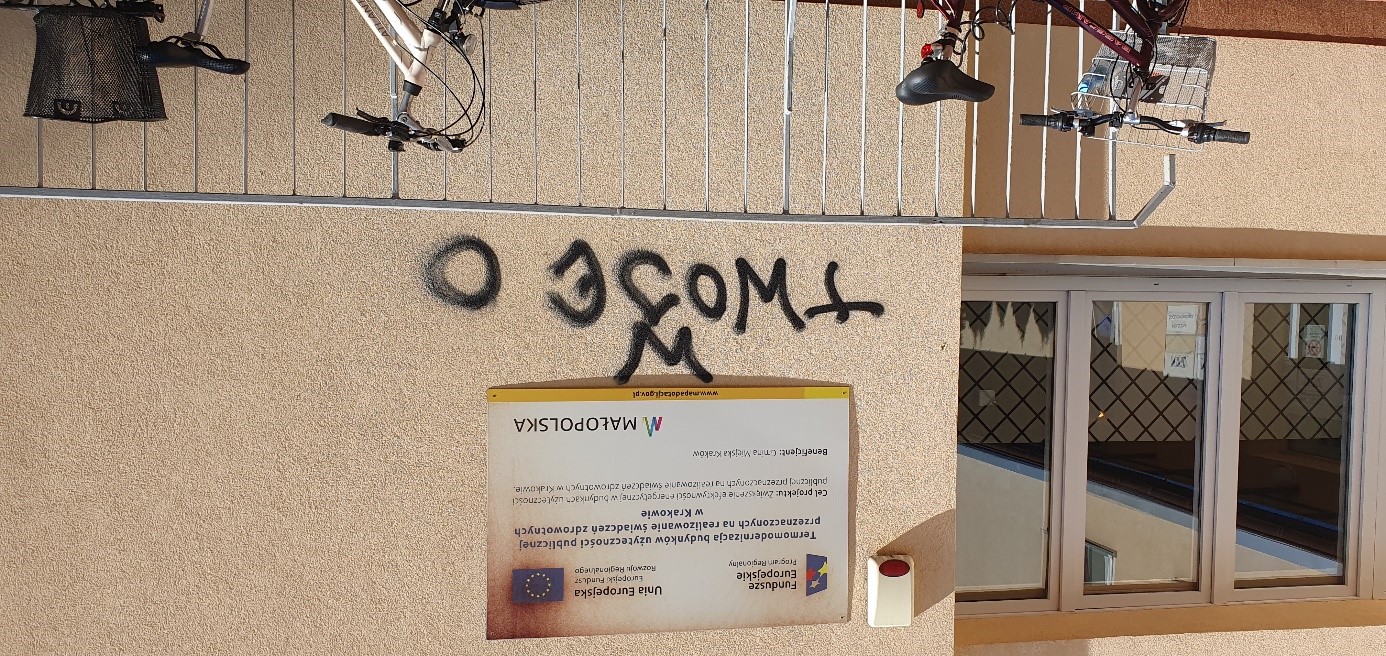 Fundusze
Europejskie
Program Regionalny
Unia Europejska
Europejski Fundusz
Rozwoju Regionalnego
Termomodernizacja budynków użyteczności publicznej
przeznaczonych na realizowanie świadczeń zdrowotnych
w Krakowie
Cel projektu: Zwiększenie efektywności energetycznej w budynkach użyteczności
publicznej przeznaczonych na realizowanie świadczeń zdrowotnych w Krakowie.
Beneficjent: Gmina Miejska Kraków
MAŁOPOLSKA
www.mapadotacji.gov.pl
W
TWOJE O